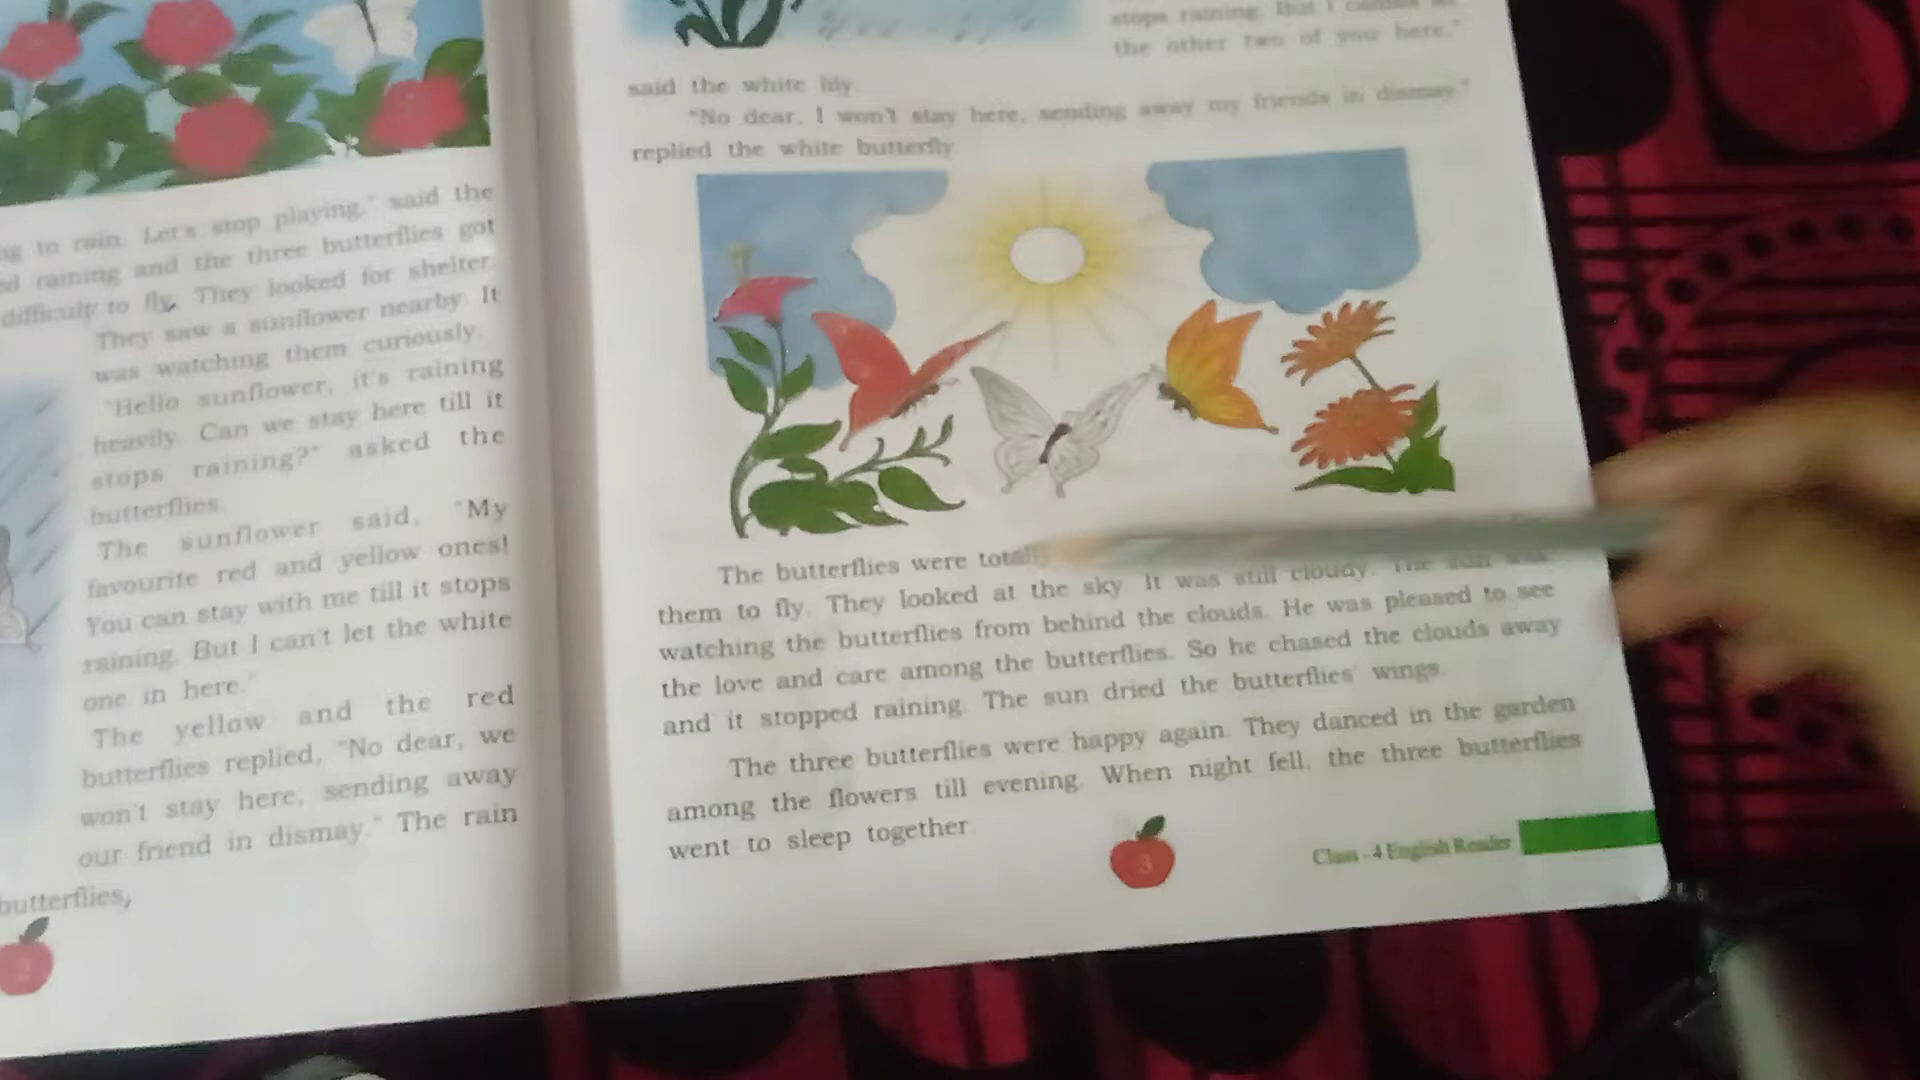 ng to rain. Let's stop playing," said the
ed raining and the three butterflies got
difficulty to fly. They looked for shelter.
They saw a sunflower nearby. It
was watching them curiously.
"Hello sunflower, it's raining
heavily. Can we stay here till it
stops raining?" asked the
butterflies.
The sunflower said, "My
favourite red and yellow ones!
You can stay with me till it stops
raining. But I can't let the white
one in here."
The yellow and the red
butterflies replied, "No dear, we
won't stay here, sending away
our friend in dismay." The rain
butterflies,
2
stops raining. But I
the other two of you here,"
said the white lily.
"No dear, I won't stay here, sending away my friends in dismay,"
replied the white butterfly.
The butterflies were totally
them to fly. They looked at the sky. It was still cloudy. The sun was
watching the butterflies from behind the clouds. He was pleased to see
the love and care among the butterflies. So he chased the clouds away
and it stopped raining. The sun dried the butterflies' wings.
The three butterflies were happy again. They danced in the garden
among the flowers till evening. When night fell, the three butterflies
went to sleep together.
3
Class - 4 English Reader